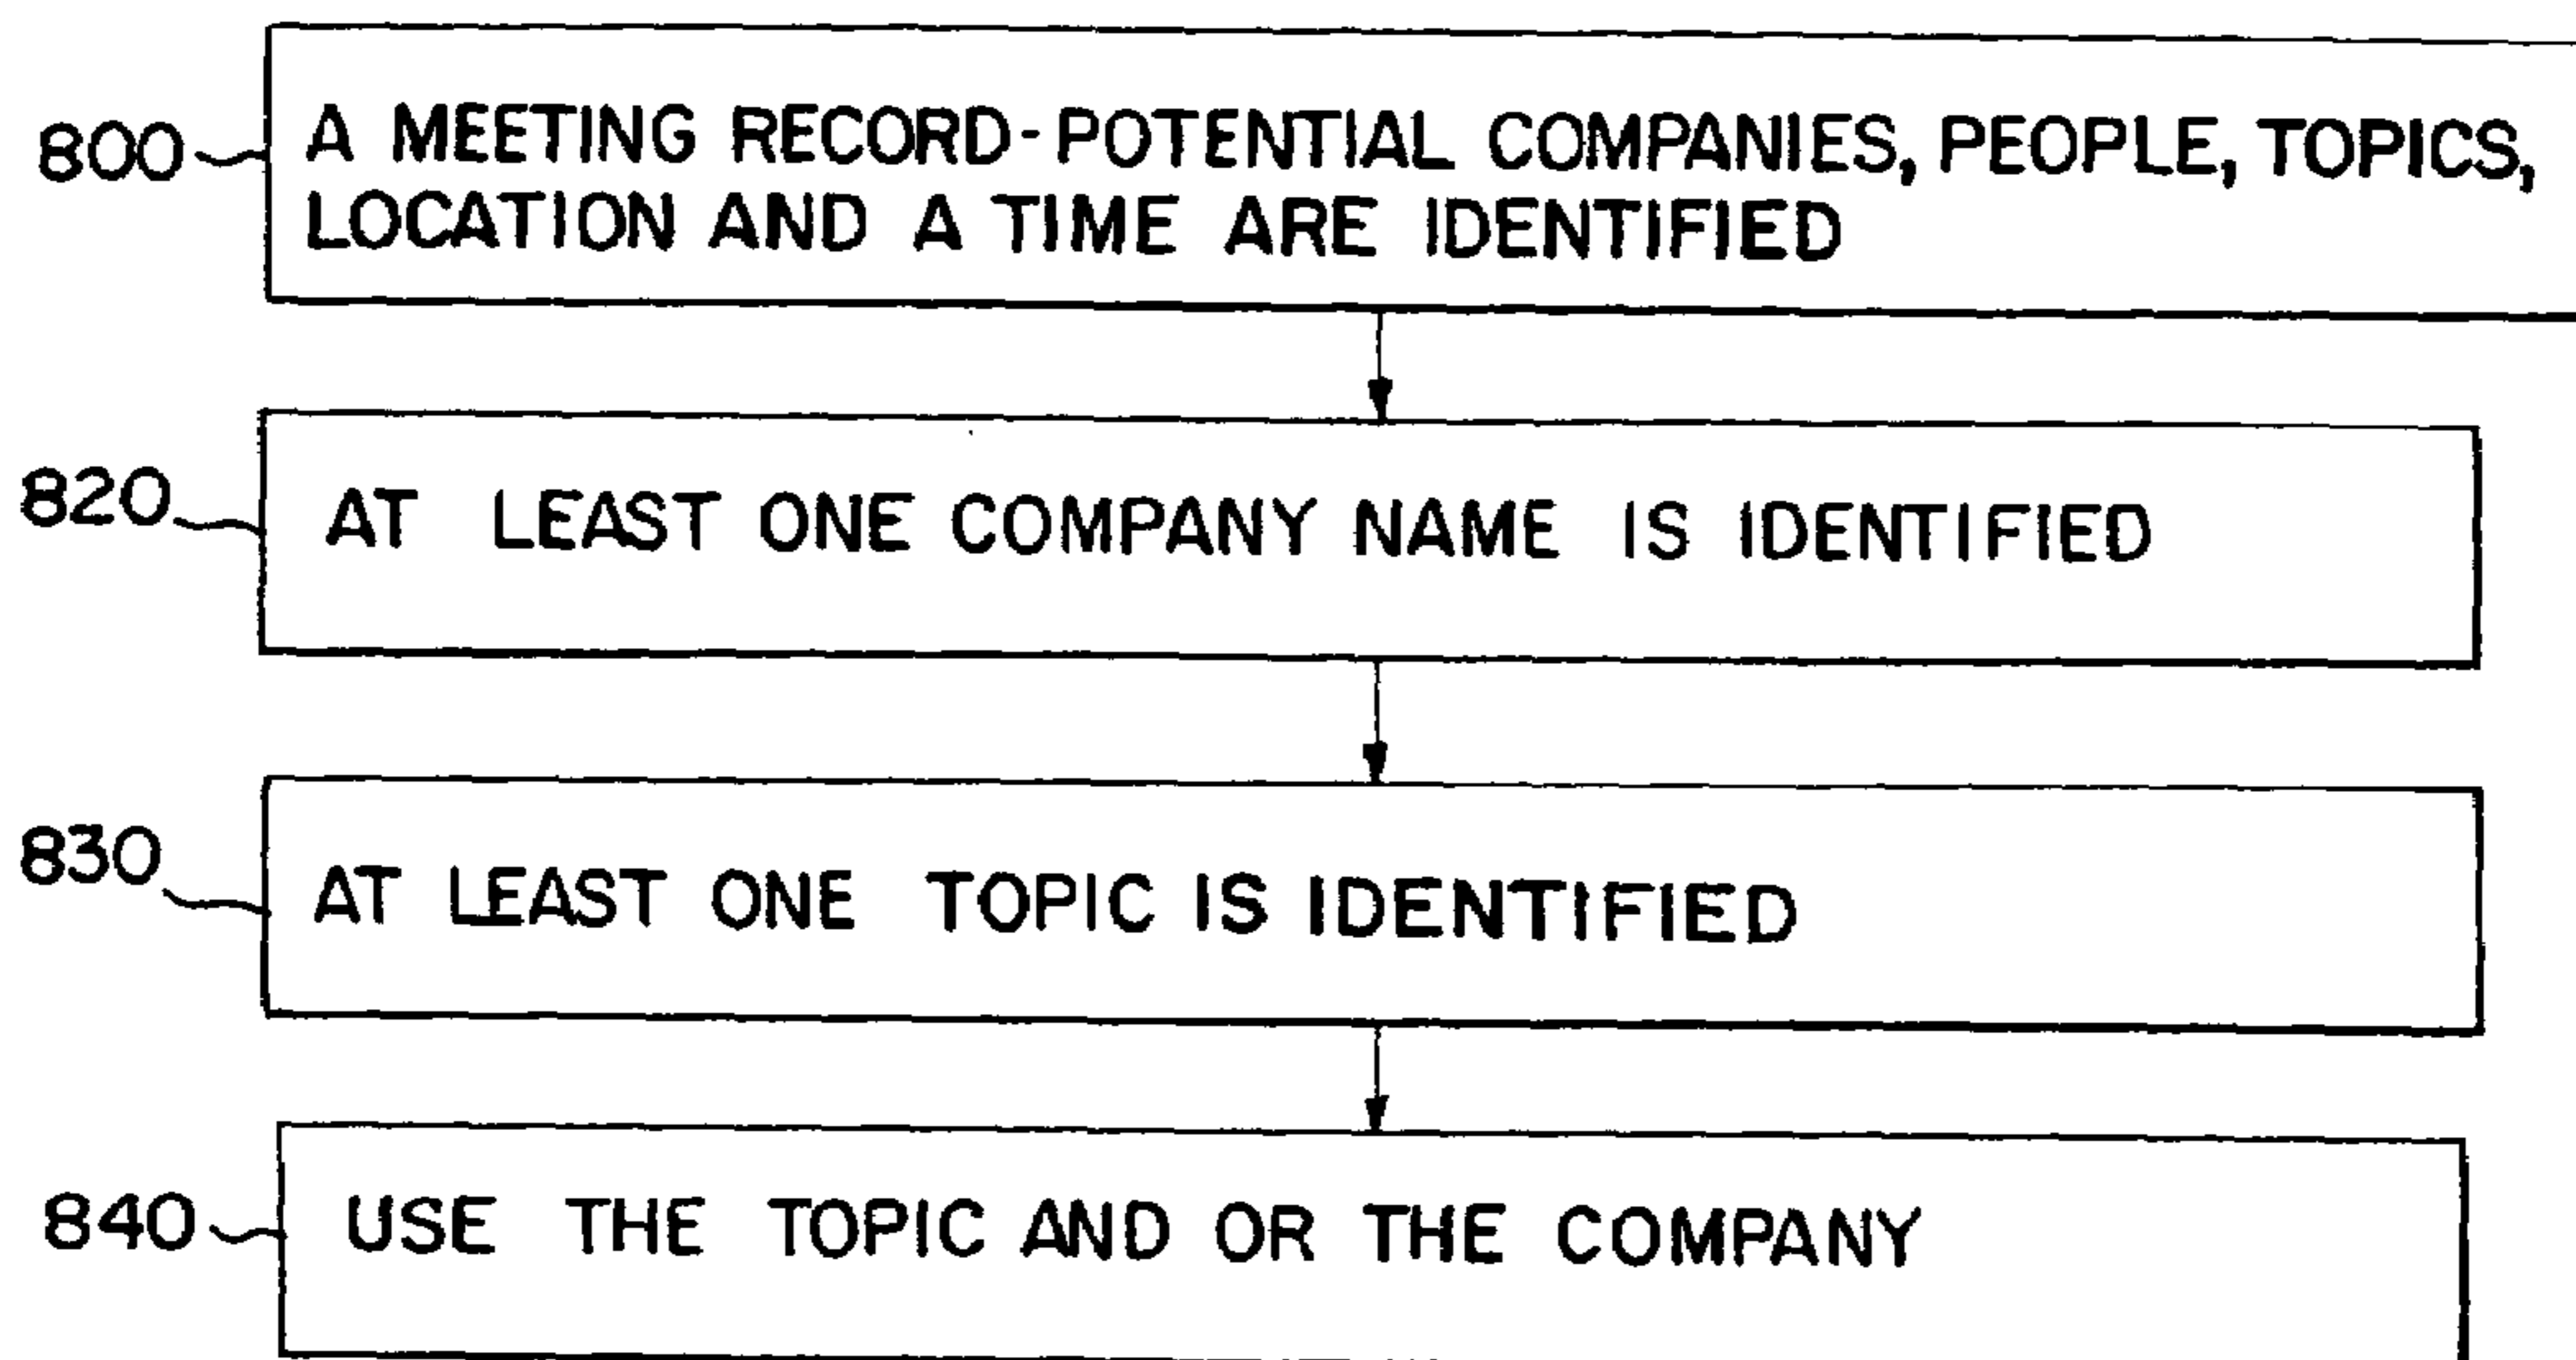 800 A MEETING RECORD-POTENTIAL COMPANIES, PEOPLE, TOPICS,
LOCATION AND A TIME ARE IDENTIFIED
820 AT LEAST ONE COMPANY NAME IS IDENTIFIED
830 AT LEAST ONE TOPIC IS IDENTIFIED
840 USE THE TOPIC AND OR THE COMPANY